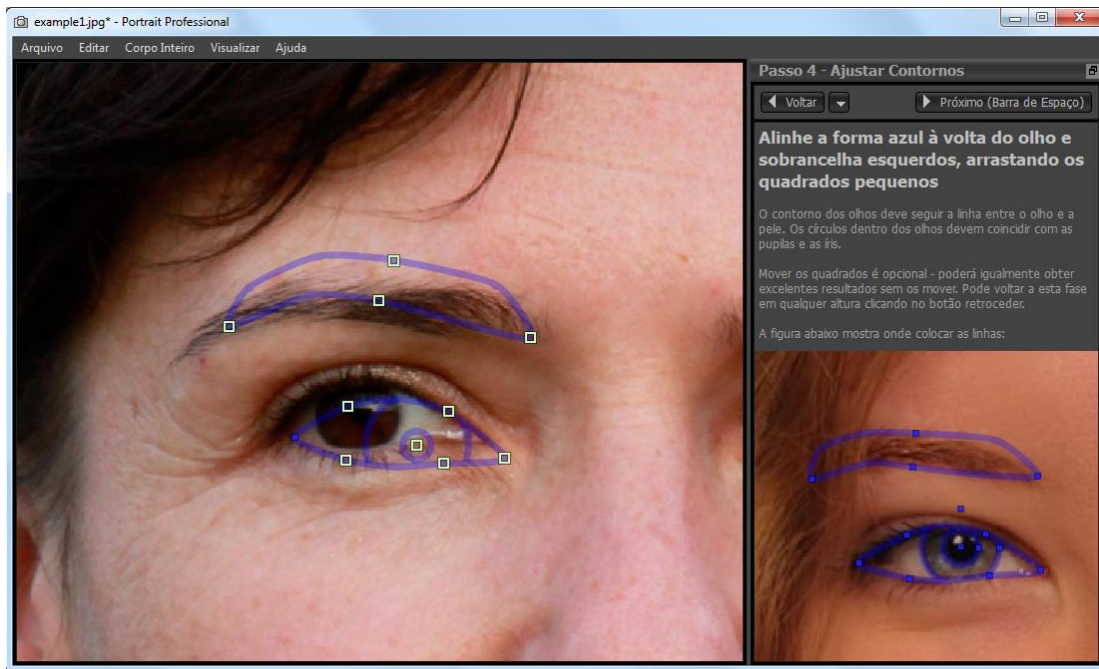 example1.jpg* - Portrait Professional
Arquivo Editar Corpo Inteiro Visualizar Ajuda
Passo 4 - Ajustar Contornos
Voltar Próximo (Barra de Espaço)
Alinhe a forma azul à volta do olho e
sobrancelha esquerdos, arrastando os
quadrados pequenos
O contorno dos olhos deve seguir a linha entre o olho e a
pele. Os círculos dentro dos olhos devem coincidir com as
pupilas e as íris.
Mover os quadrados é opcional - poderá igualmente obter
excelentes resultados sem os mover. Pode voltar a esta fase
em qualquer altura clicando no botão retroceder.
A figura abaixo mostra onde colocar as linhas: